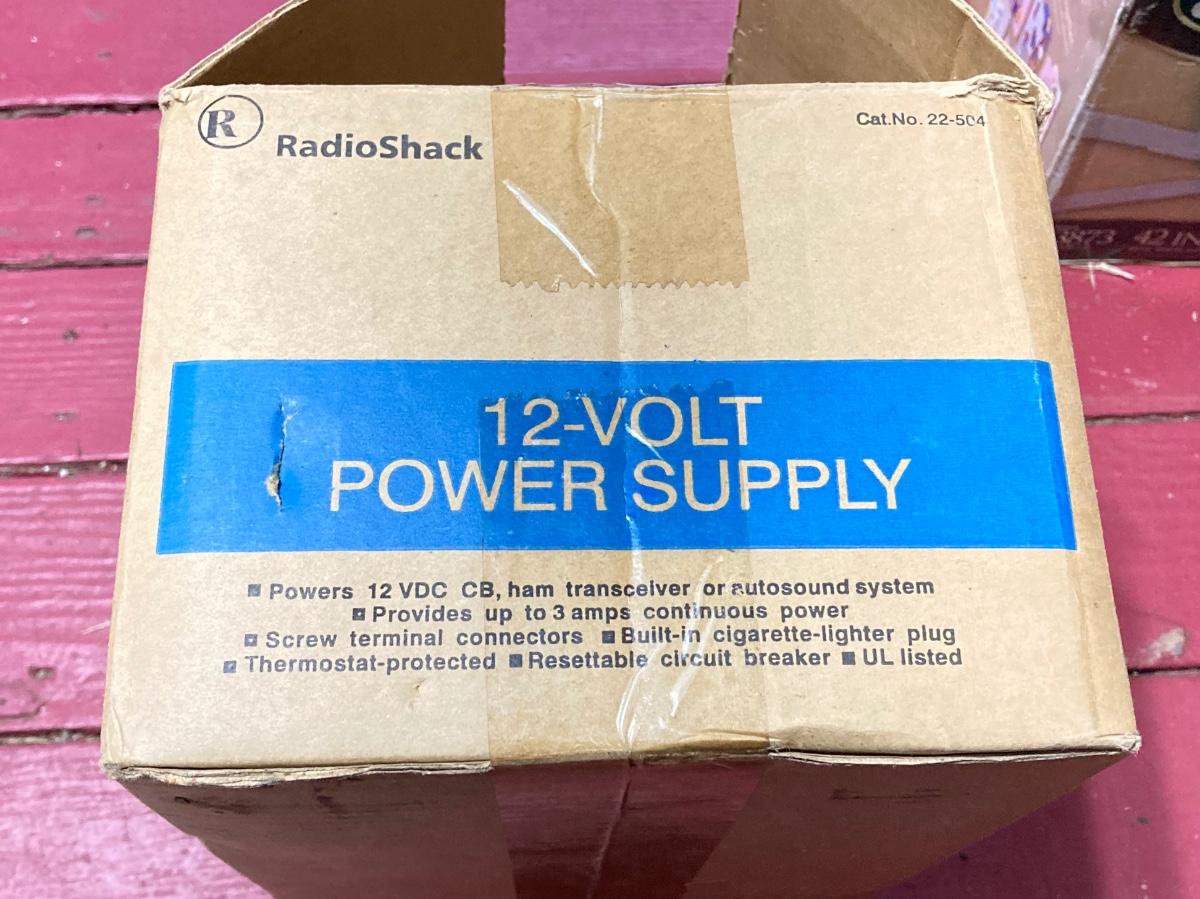 R RadioShack
Cat.No. 22-504
12-VOLT
POWER SUPPLY
▪ Powers 12 VDC CB, ham transceiver or autosound system
▪ Provides up to 3 amps continuous power
▪ Screw terminal connectors ▪ Built-in cigarette-lighter plug
▪ Thermostat-protected ▪ Resettable circuit breaker ▪ UL listed
42 IN